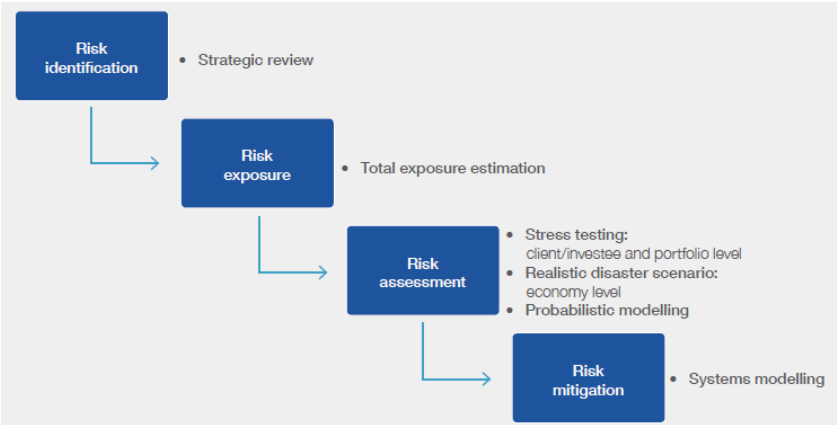 Risk
identification
• Strategic review
Risk
exposure
• Total exposure estimation
Risk
assessment
• Stress testing:
client/investee and portfolio level
• Realistic disaster scenario:
economy level
• Probabilistic modelling
Risk
mitigation
• Systems modelling